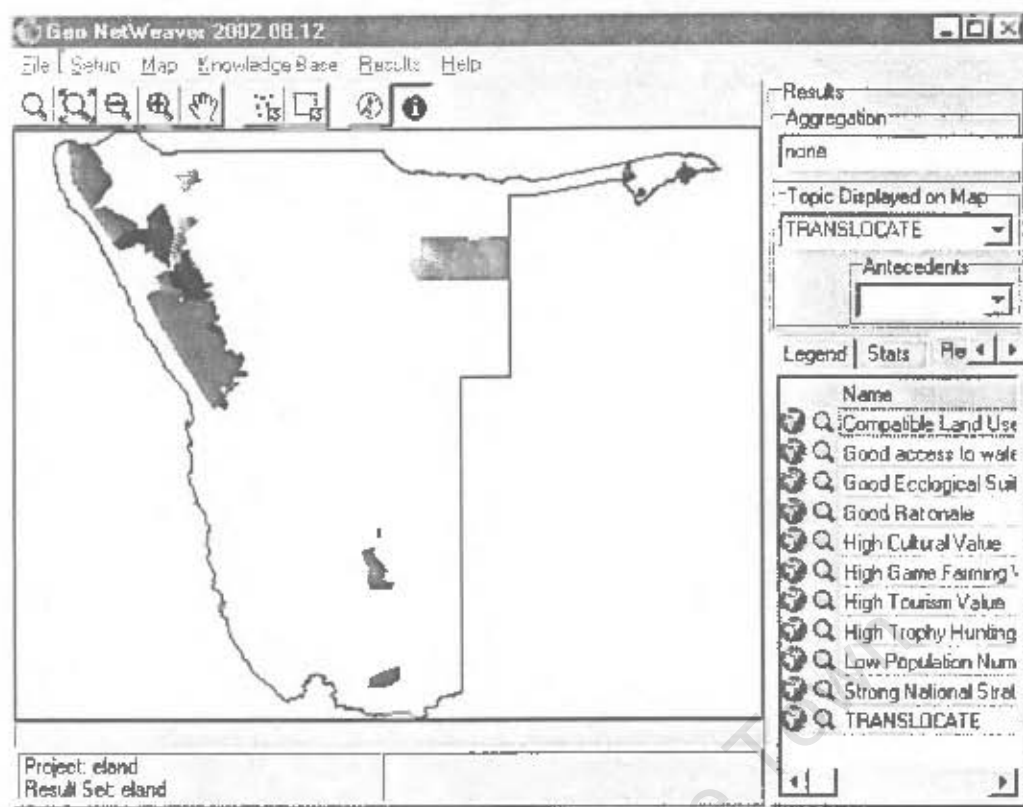 Geo NetWeaver 2002.08.12
File Setup Map Knowledge Base Results Help
Results
Aggregation
none
Topic Displayed on Map
TRANSLOCATE
Antecedents
Legend Stats Re
Name
Compatible Land Use
Good access to wate
Good Ecological Suit
Good Rationale
High Cultural Value
High Game Farming V
High Tourism Value
High Trophy Hunting
Low Population Num
Strong National Strat
TRANSLOCATE
Project: eland
Result Set: eland
Town